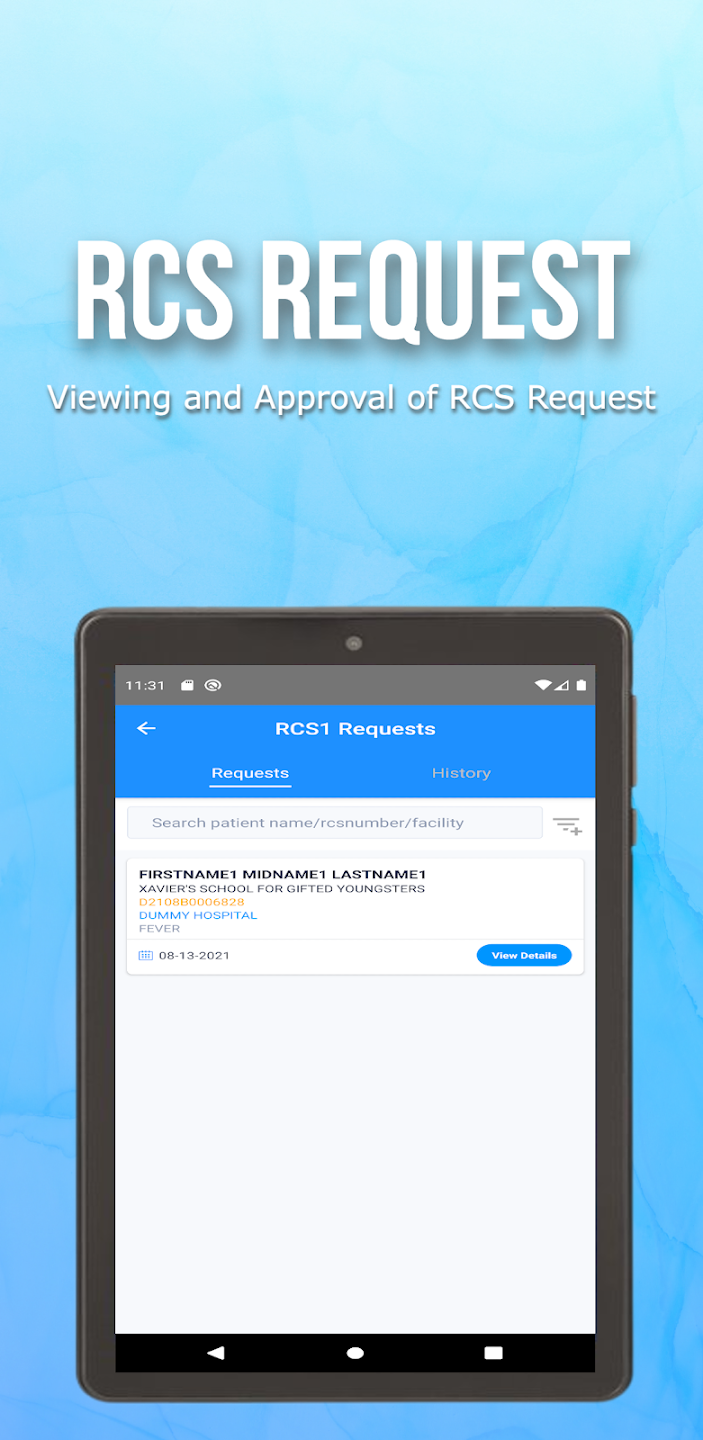 RCS REQUEST
Viewing and Approval of RCS Request
11:31
RCS1 Requests
Requests
History
Search patient name/rcsnumber/facility
FIRSTNAME1 MIDNAME1 LASTNAME1
XAVIER'S SCHOOL FOR GIFTED YOUNGSTERS
D2108B0006828
DUMMY HOSPITAL
FEVER
08-13-2021
View Details